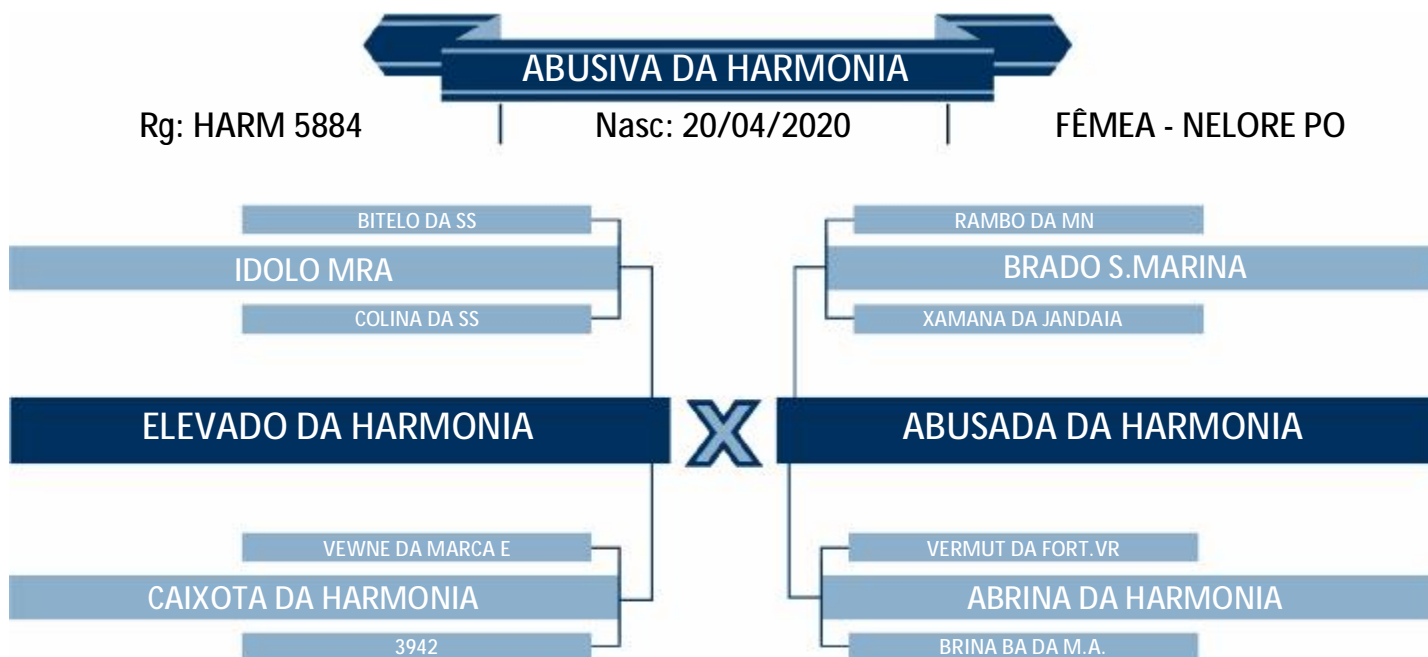 ABUSIVA DA HARMONIA
Rg: HARM 5884 Nasc: 20/04/2020 FÊMEA - NELORE PO
BITELO DA SS
IDOLO MRA
COLINA DA SS
RAMBO DA MN
BRADO S.MARINA
XAMANA DA JANDAIA
ELEVADO DA HARMONIA X ABUSADA DA HARMONIA
VEWNE DA MARCA E
CAIXOTA DA HARMONIA
3942
VERMUT DA FORT.VR
ABRINA DA HARMONIA
BRINA BA DA M.A.